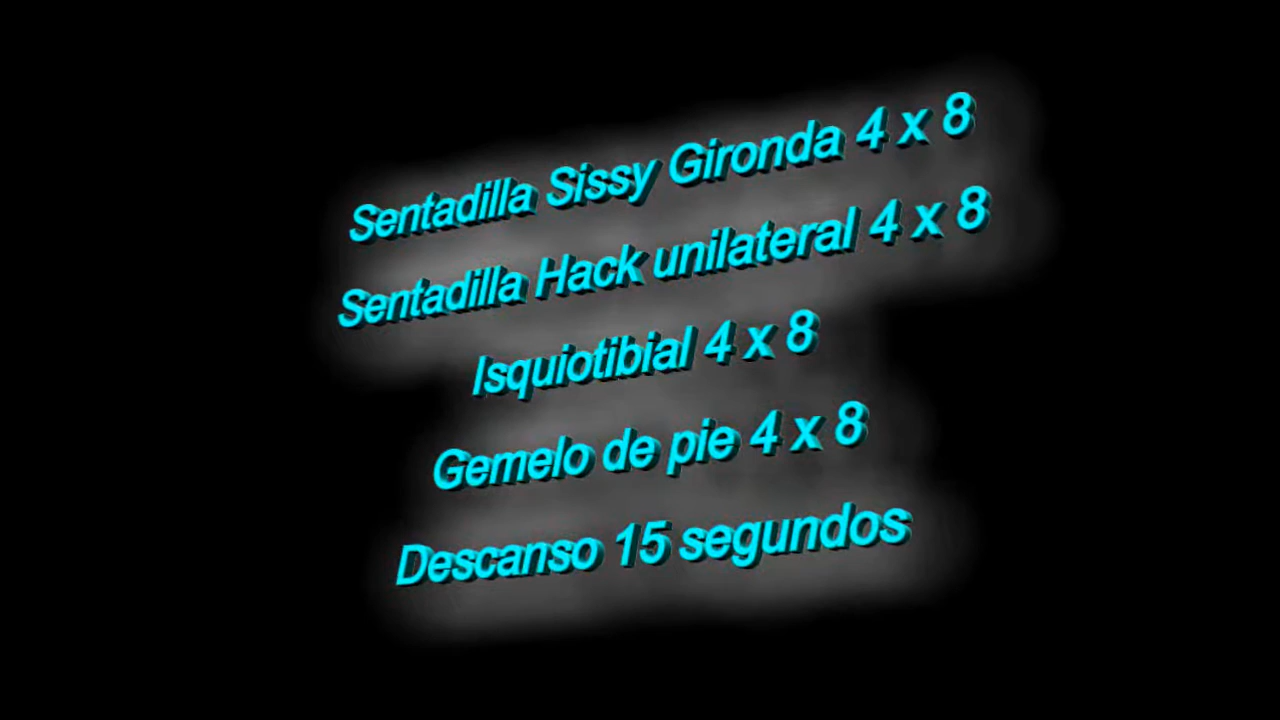 Sentadilla Sissy Gironda 4 x 8
Sentadilla Hack unilateral 4 x 8
Isquiotibial 4 x 8
Gemelo de pie 4 x 8
Descanso 15 segundos